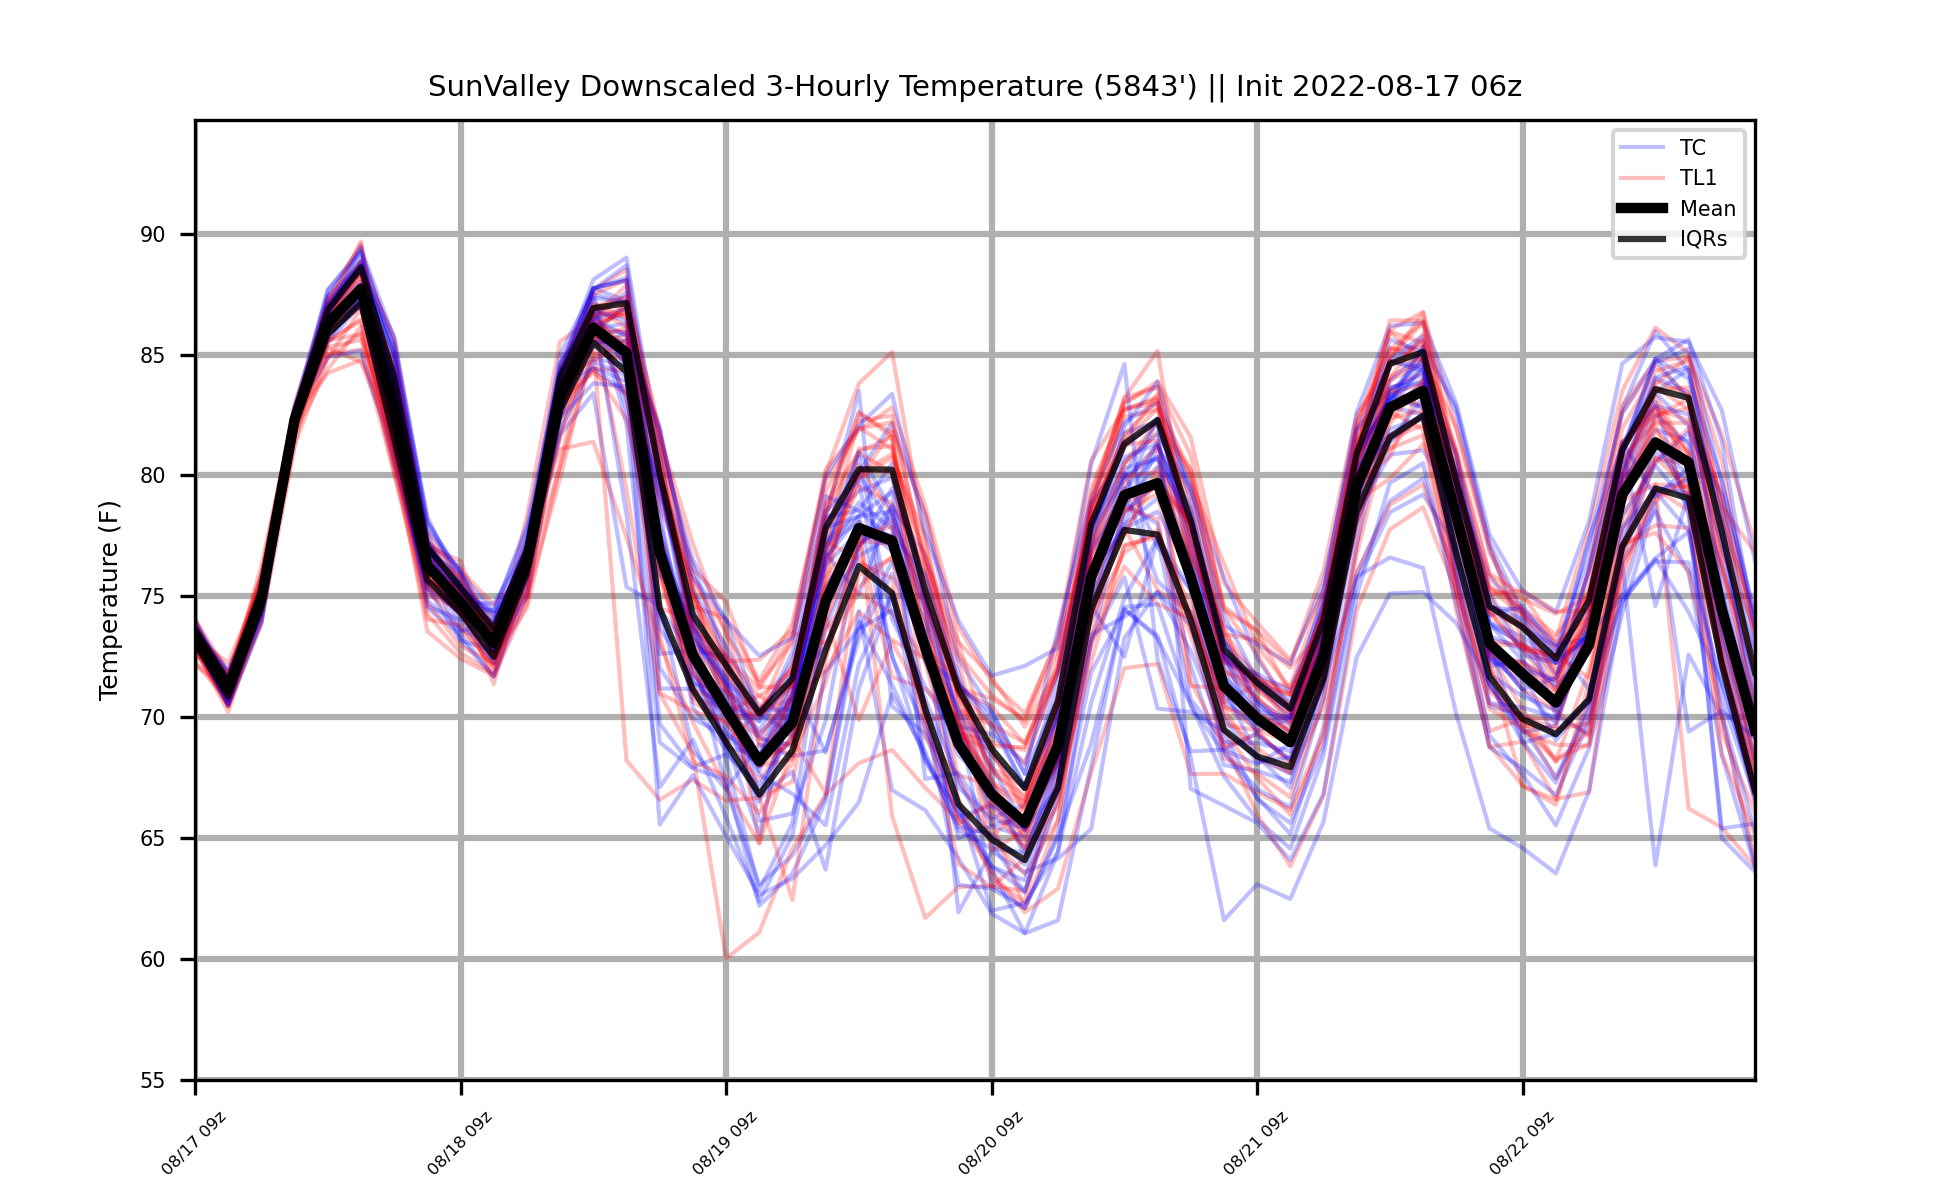 SunValley Downscaled 3-Hourly Temperature (5843') || Init 2022-08-17 06z
TC
TL1
Mean
IQRs
Temperature (F)
90
85
80
75
70
65
60
55
08/17 09z
08/18 09z
08/19 09z
08/20 09z
08/21 09z
08/22 09z